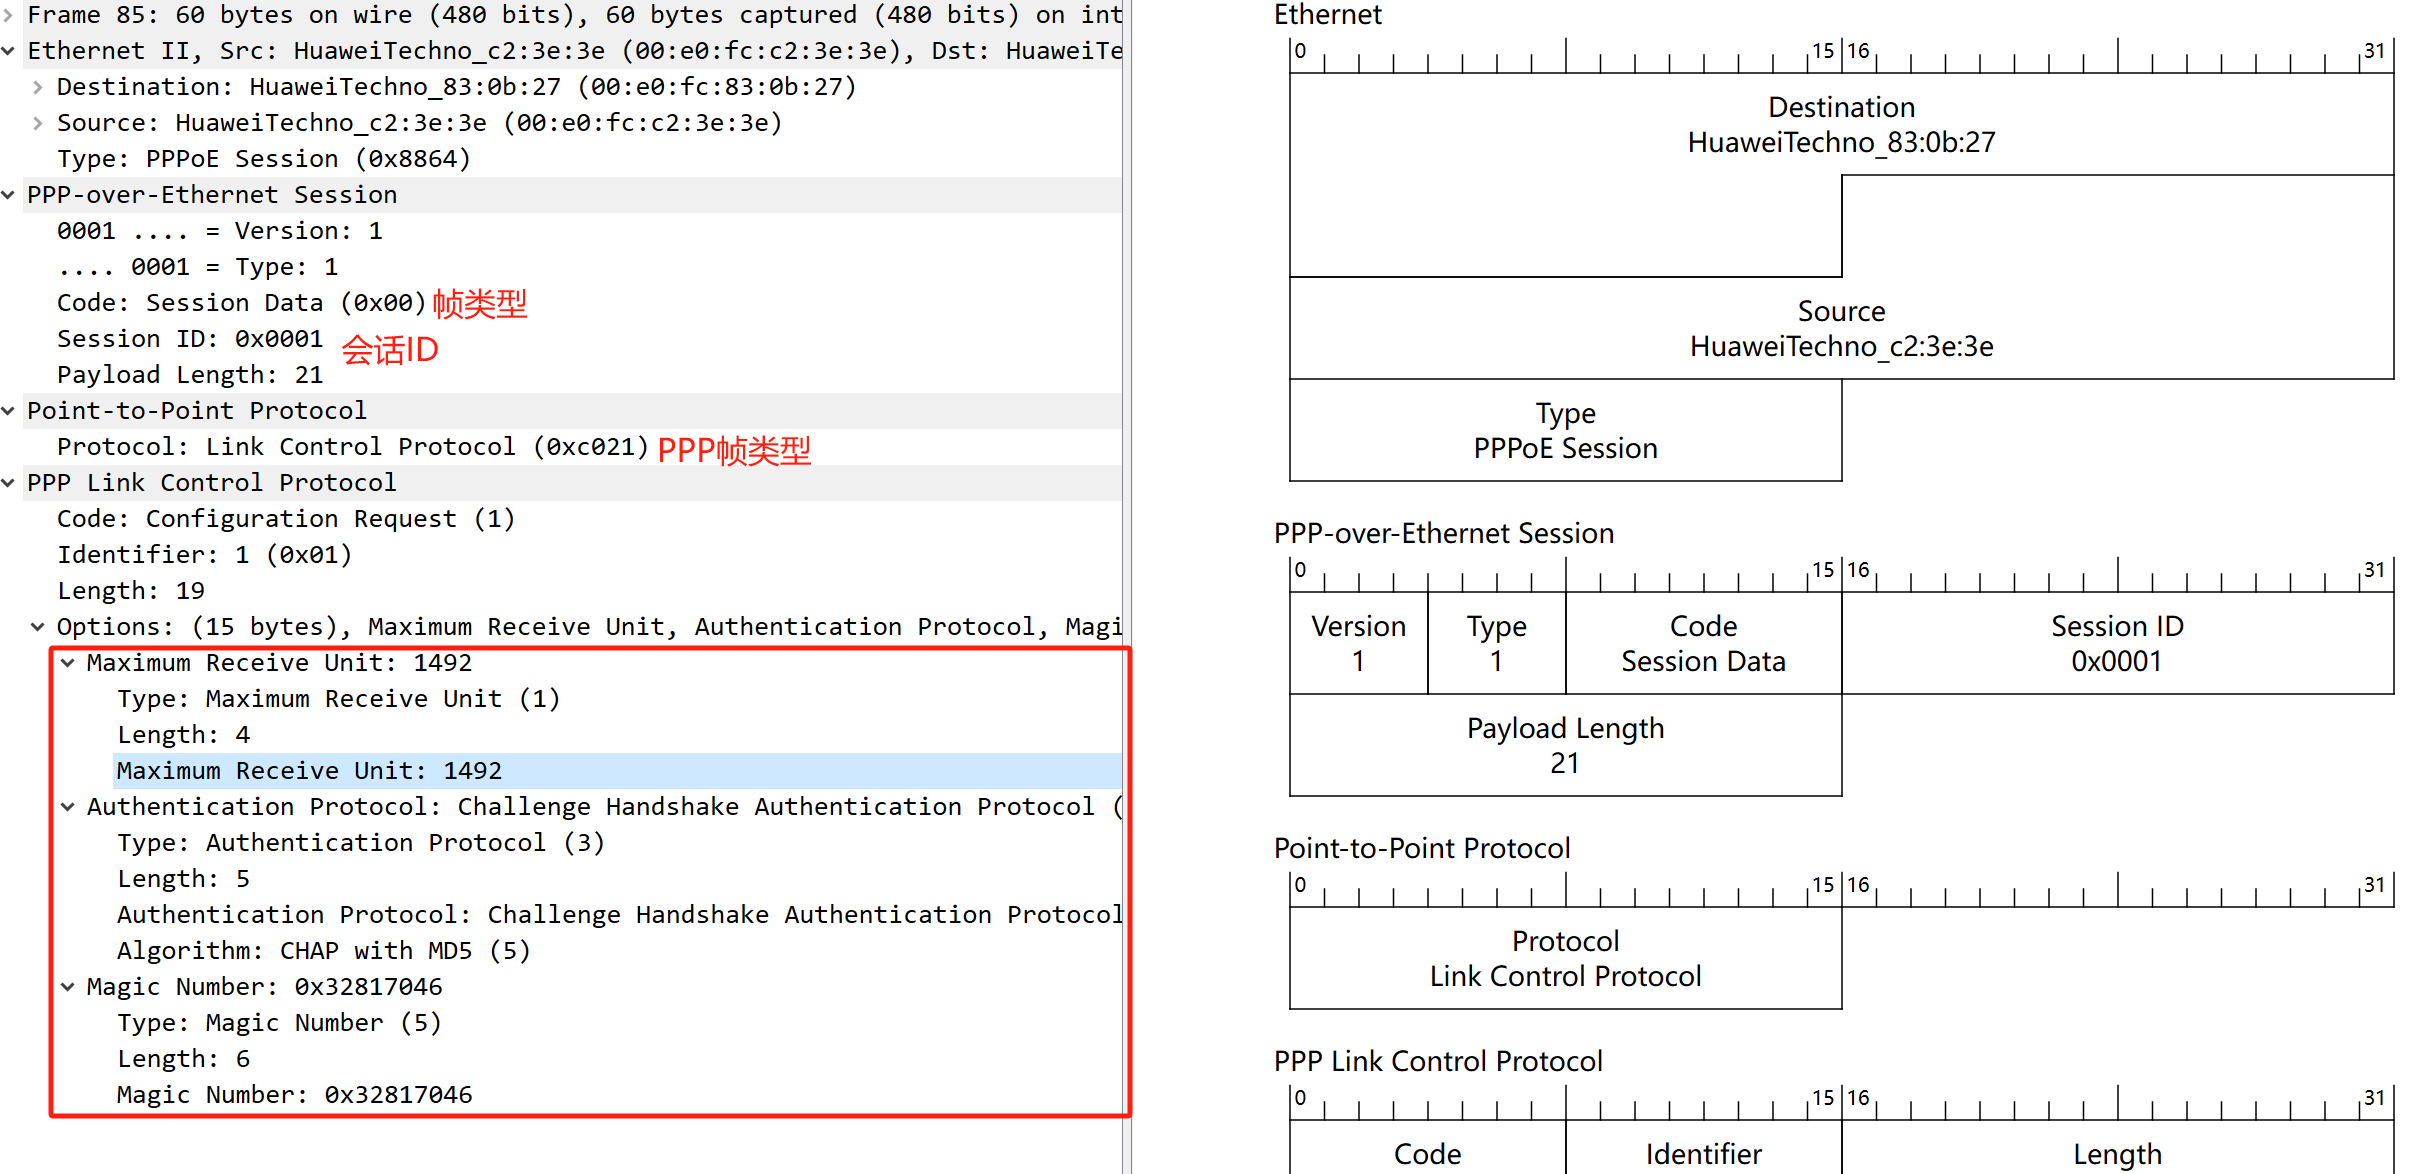 Frame 85: 60 bytes on wire (480 bits), 60 bytes captured (480 bits) on int
Ethernet II, Src: HuaweiTechno_c2:3e:3e (00:e0:fc:c2:3e:3e), Dst: HuaweiTe
Destination: HuaweiTechno_83:0b:27 (00:e0:fc:83:0b:27)
Source: HuaweiTechno_c2:3e:3e (00:e0:fc:c2:3e:3e)
Type: PPPoE Session (0x8864)
PPP-over-Ethernet Session
0001 .... = Version: 1
.... 0001 = Type: 1
Code: Session Data (0x00) 帧类型
Session ID: 0x0001 会话ID
Payload Length: 21
Point-to-Point Protocol
Protocol: Link Control Protocol (0xc021) PPP帧类型
PPP Link Control Protocol
Code: Configuration Request (1)
Identifier: 1 (0x01)
Length: 19
Options: (15 bytes), Maximum Receive Unit, Authentication Protocol, Magi
Maximum Receive Unit: 1492
Type: Maximum Receive Unit (1)
Length: 4
Maximum Receive Unit: 1492
Authentication Protocol: Challenge Handshake Authentication Protocol (
Type: Authentication Protocol (3)
Length: 5
Authentication Protocol: Challenge Handshake Authentication Protocol
Algorithm: CHAP with MD5 (5)
Magic Number: 0x32817046
Type: Magic Number (5)
Length: 6
Magic Number: 0x32817046
Ethernet
0 15 16 31
Destination
HuaweiTechno_83:0b:27
Source
HuaweiTechno_c2:3e:3e
Type
PPPoE Session
PPP-over-Ethernet Session
0 15 16 31
Version Type Code Session ID
1 1 Session Data 0x0001
Payload Length
21
Point-to-Point Protocol
0 15 16 31
Protocol
Link Control Protocol
PPP Link Control Protocol
0 15 16 31
Code Identifier Length